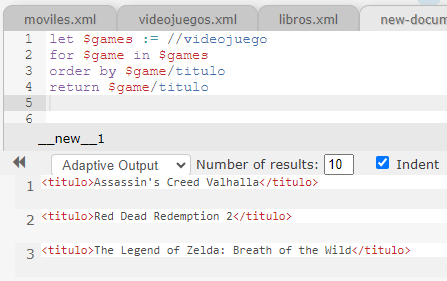 moviles.xml videojuegos.xml libros.xml new-docum
1 let $games := //videojuego
2 for $game in $games
3 order by $game/titulo
4 return $game/titulo
5
6
__new__1
Adaptive Output Number of results: 10 Indent
1 <titulo>Assassin's Creed Valhalla</titulo>
2 <titulo>Red Dead Redemption 2</titulo>
3 <titulo>The Legend of Zelda: Breath of the Wild</titulo>